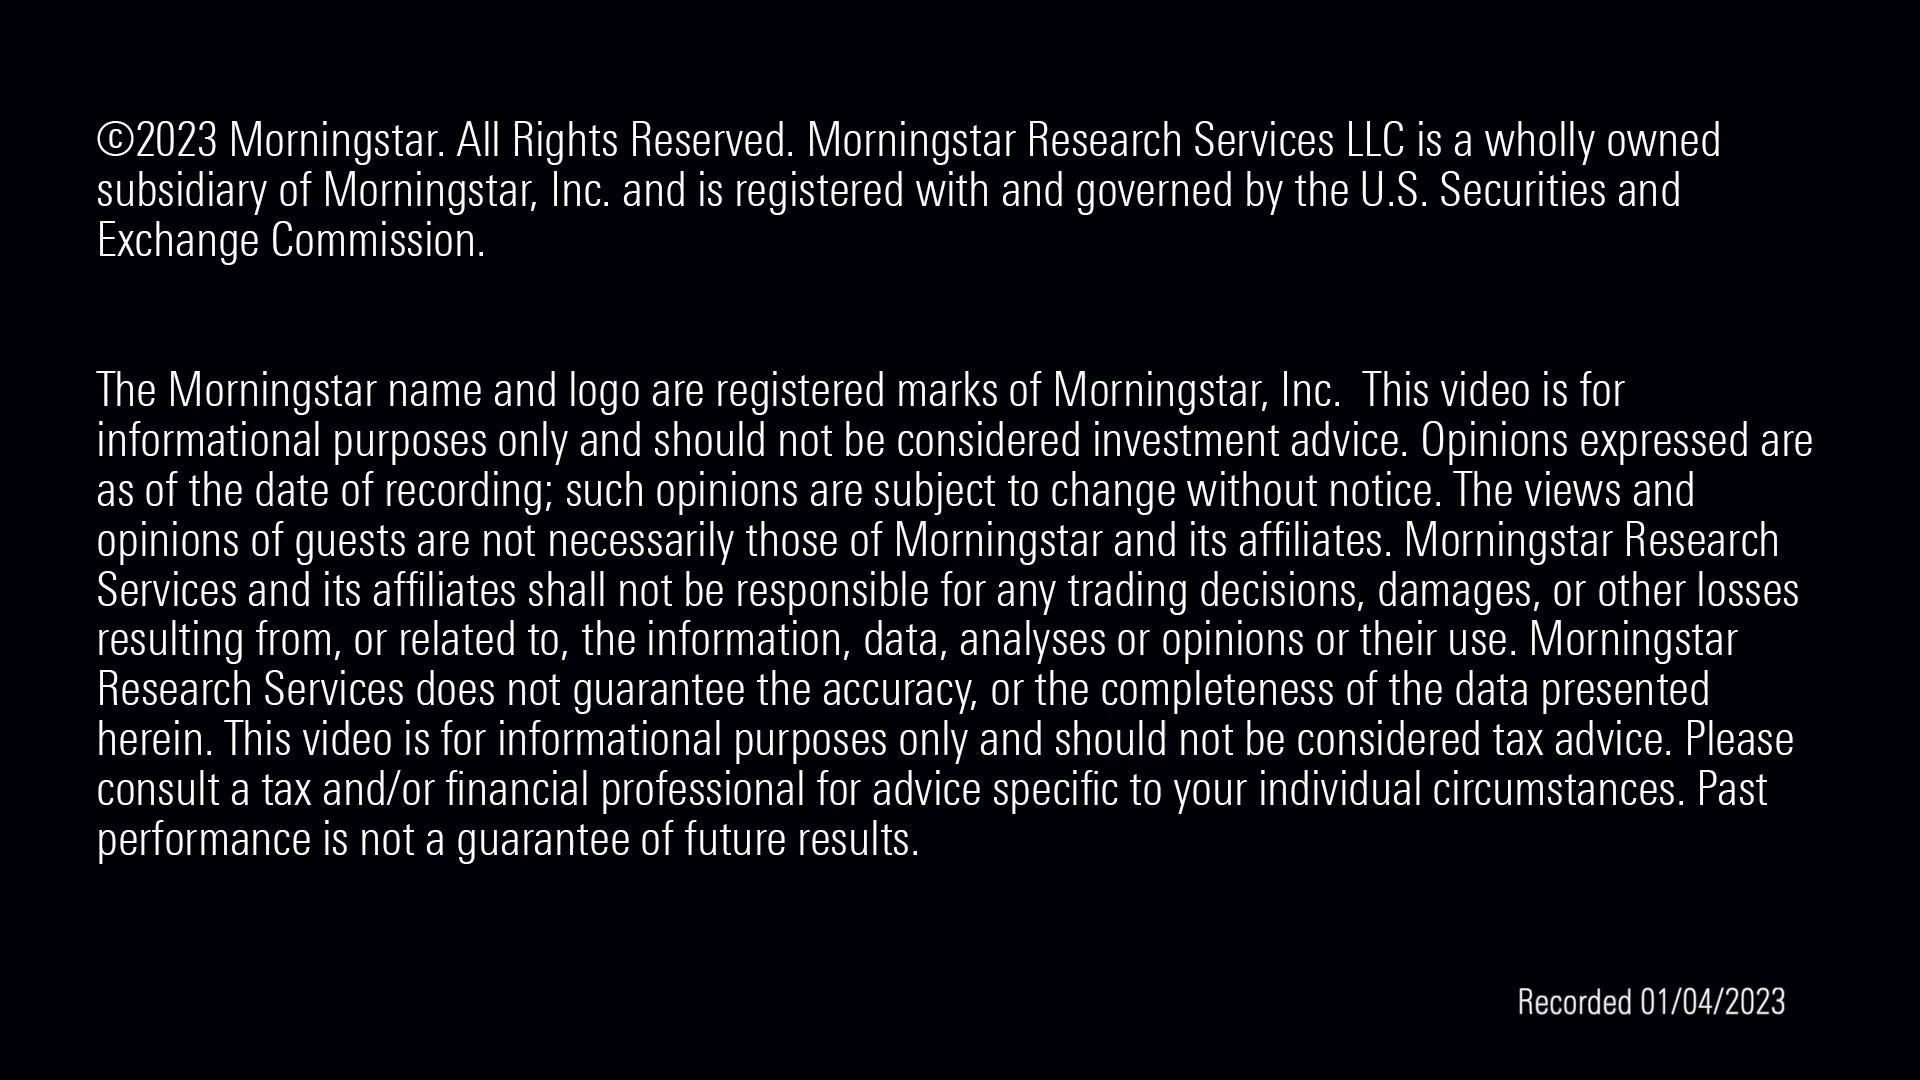 ©2023 Morningstar. All Rights Reserved. Morningstar Research Services LLC is a wholly owned
subsidiary of Morningstar, Inc. and is registered with and governed by the U.S. Securities and
Exchange Commission.
The Morningstar name and logo are registered marks of Morningstar, Inc.  This video is for
informational purposes only and should not be considered investment advice. Opinions expressed are
as of the date of recording; such opinions are subject to change without notice. The views and
opinions of guests are not necessarily those of Morningstar and its affiliates. Morningstar Research
Services and its affiliates shall not be responsible for any trading decisions, damages, or other losses
resulting from, or related to, the information, data, analyses or opinions or their use. Morningstar
Research Services does not guarantee the accuracy, or the completeness of the data presented
herein. This video is for informational purposes only and should not be considered tax advice. Please
consult a tax and/or financial professional for advice specific to your individual circumstances. Past
performance is not a guarantee of future results.
Recorded 01/04/2023